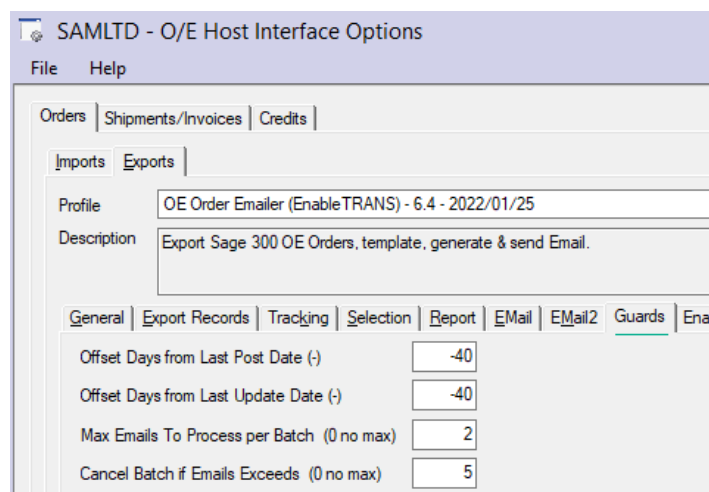 SAMLTD - O/E Host Interface Options
File Help
Orders Shipments/Invoices Credits
Imports Exports
Profile OE Order Emailer (EnableTRANS) - 6.4 - 2022/01/25
Description Export Sage 300 OE Orders, template, generate & send Email.
General Export Records Tracking Selection Report EMail EMail2 Guards Ena
Offset Days from Last Post Date (-) -40
Offset Days from Last Update Date (-) -40
Max Emails To Process per Batch (0 no max) 2
Cancel Batch if Emails Exceeds (0 no max) 5